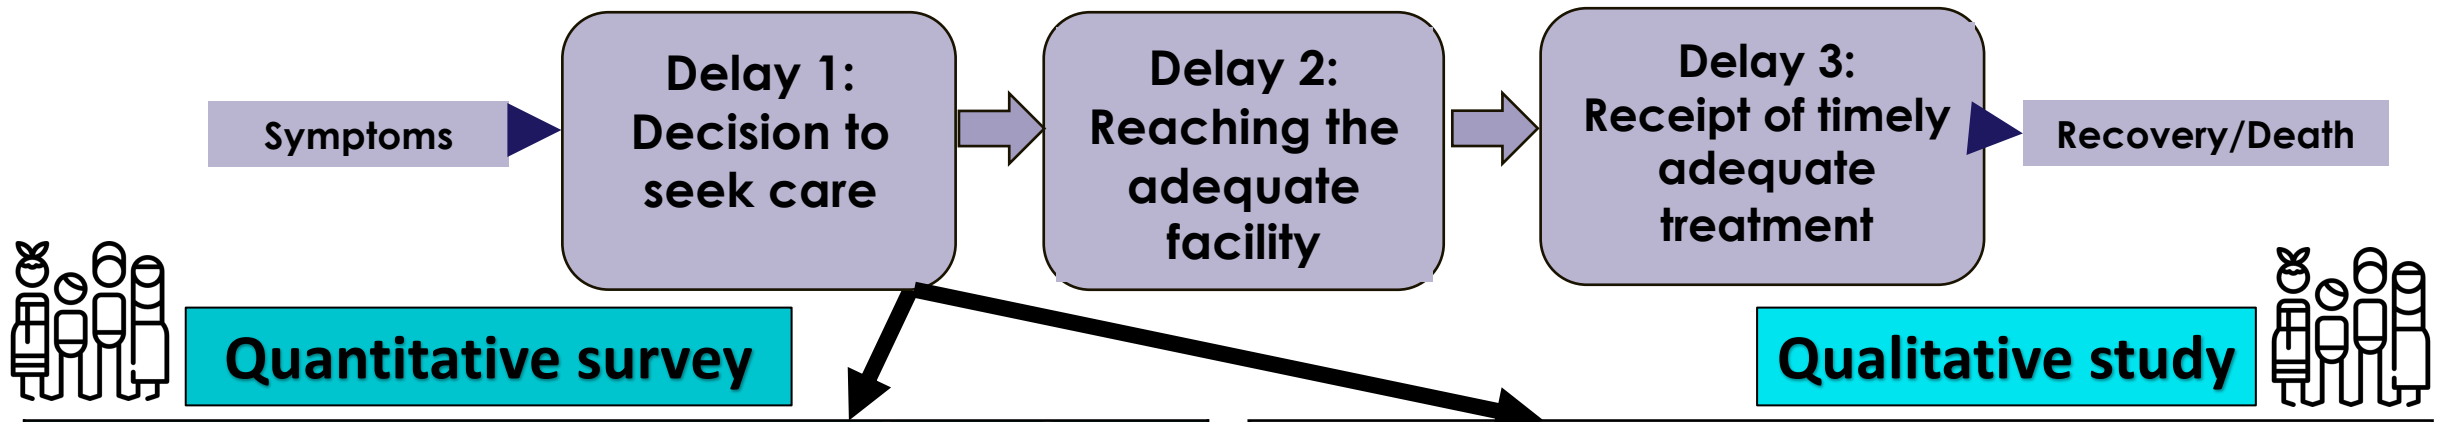 Symptoms
Delay 1:
Decision to
seek care
Delay 2:
Reaching the
adequate
facility
Delay 3:
Receipt of timely
adequate
treatment
Recovery/Death
Quantitative survey
Qualitative study